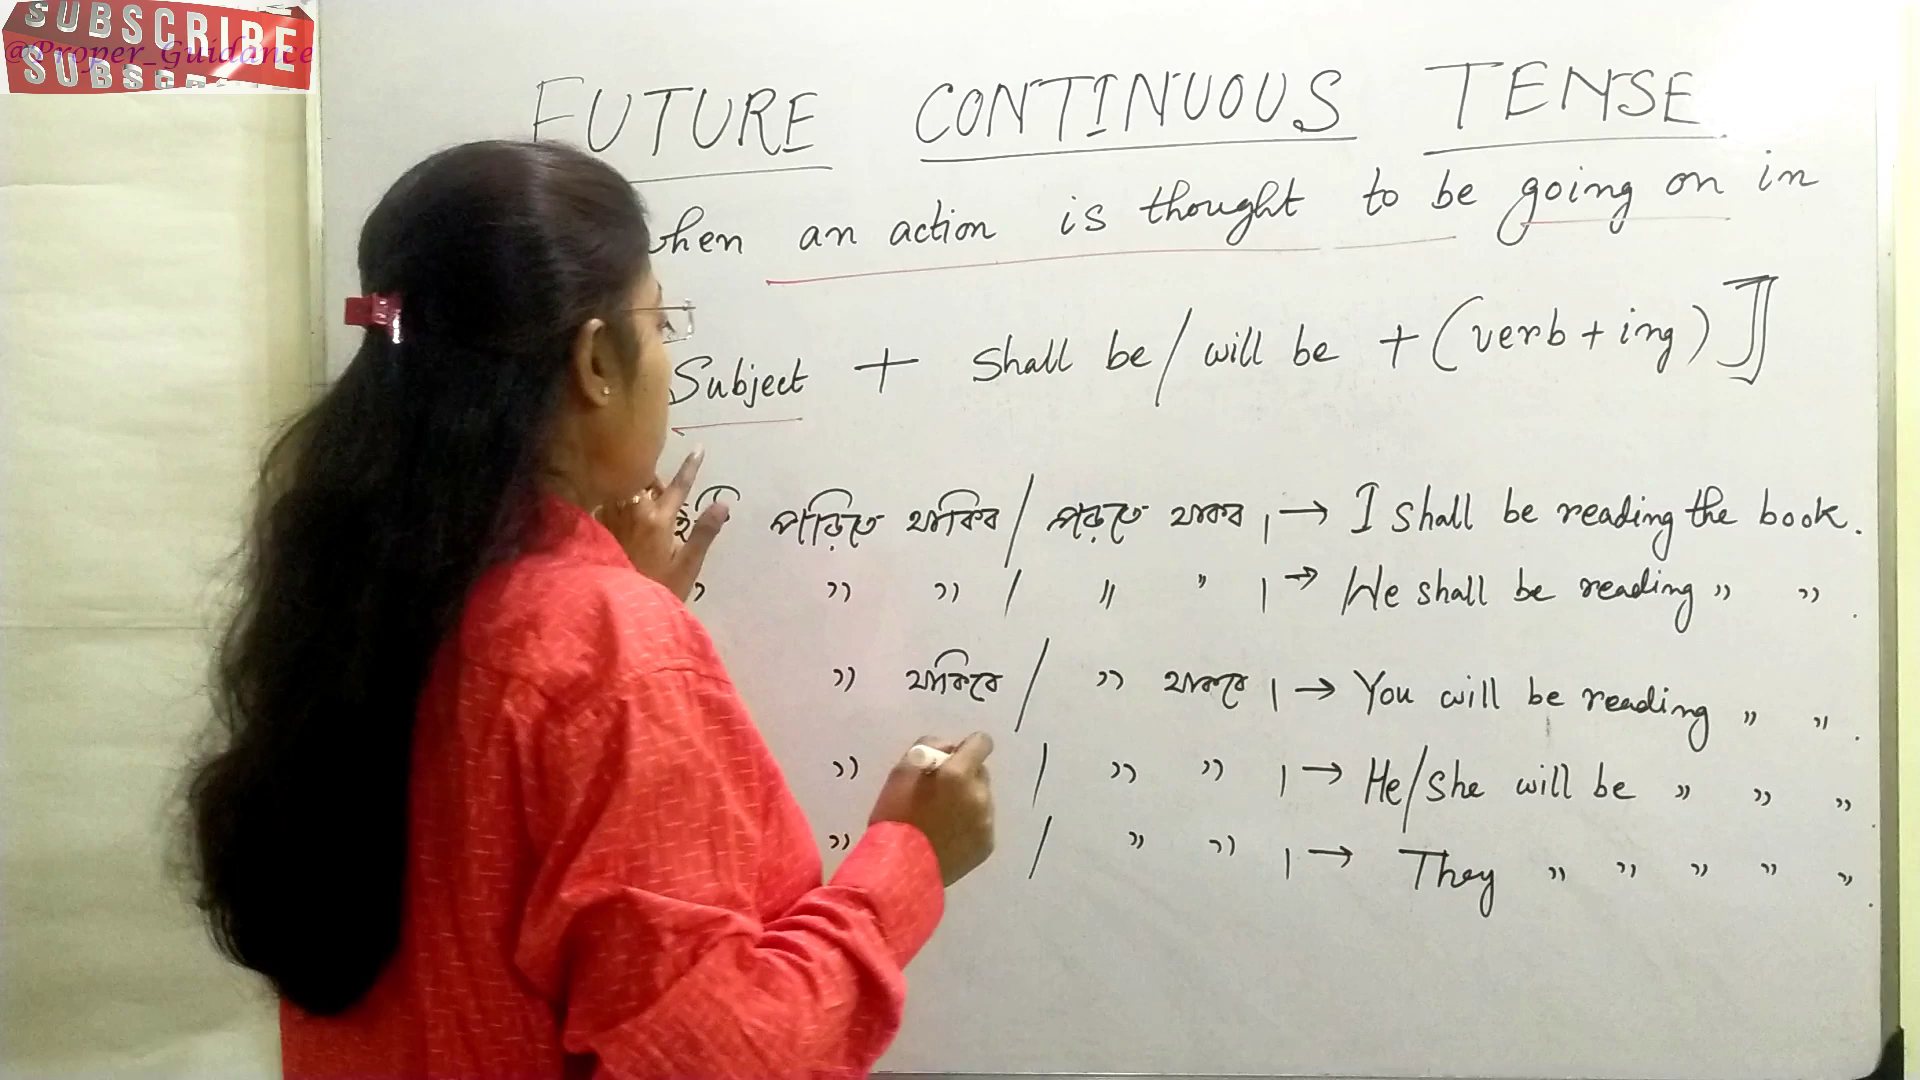 SUBSCRIBE
@Proper_Guidance
SUBSCRIBE
FUTURE CONTINUOUS TENSE
when an action is thought to be going on in
Subject + Shall be / will be + (verb + ing) ]]
পড়িতে থাকিব / পড়তে থাকব । → I shall be reading the book.
" " " / " " । → We shall be reading " " .
" থাকিবে / " থাকবে । → You will be reading " " .
" / " " । → He/She will be " " " .
" / " " । → They " " " " " .